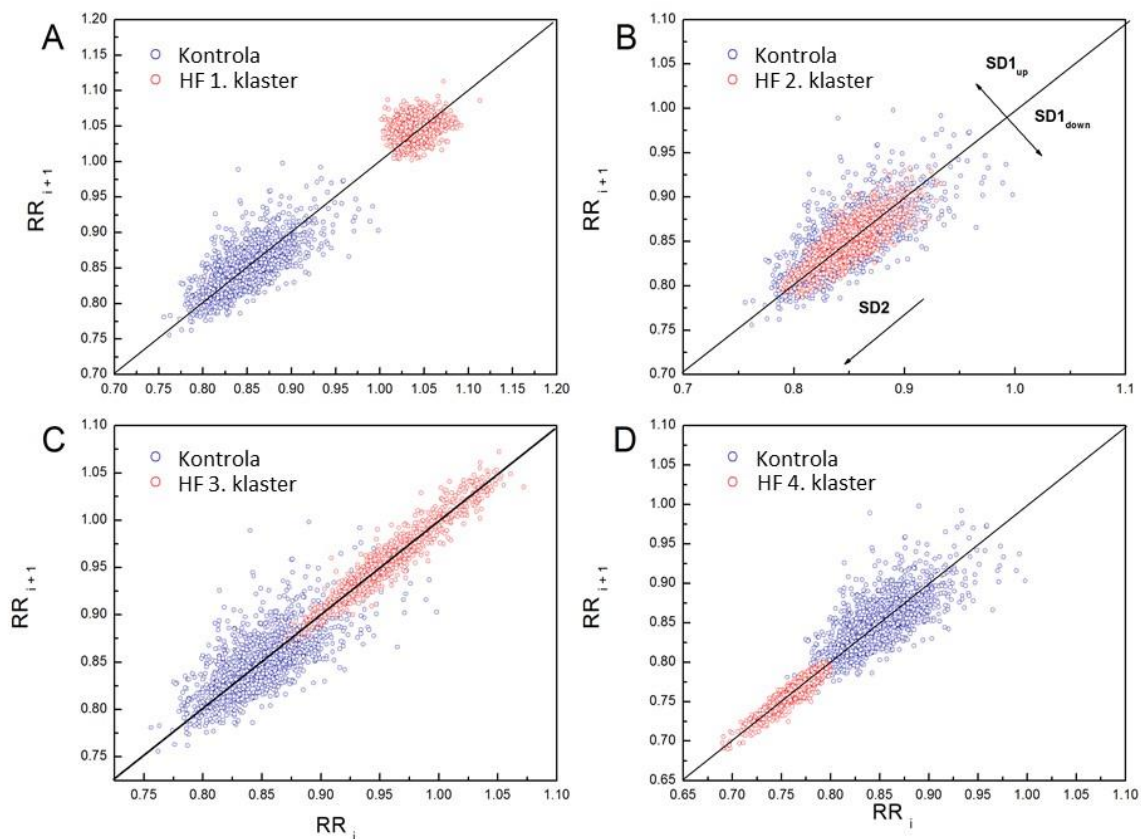 A
Kontrola
HF 1. klaster
1.20
1.15
1.10
1.05
1.00
0.95
0.90
0.85
0.80
0.75
0.70
RR i + 1
0.70 0.75 0.80 0.85 0.90 0.95 1.00 1.05 1.10 1.15 1.20
B
Kontrola
HF 2. klaster
SD1up
SD1down
SD2
1.10
1.05
1.00
0.95
0.90
0.85
0.80
0.75
0.70
RR i + 1
0.7 0.8 0.9 1.0 1.1
C
Kontrola
HF 3. klaster
1.10
1.05
1.00
0.95
0.90
0.85
0.80
0.75
RR i + 1
0.75 0.80 0.85 0.90 0.95 1.00 1.05 1.10
RR i
D
Kontrola
HF 4. klaster
1.10
1.05
1.00
0.95
0.90
0.85
0.80
0.75
0.70
0.65
RR i + 1
0.65 0.70 0.75 0.80 0.85 0.90 0.95 1.00 1.05 1.10
RR i